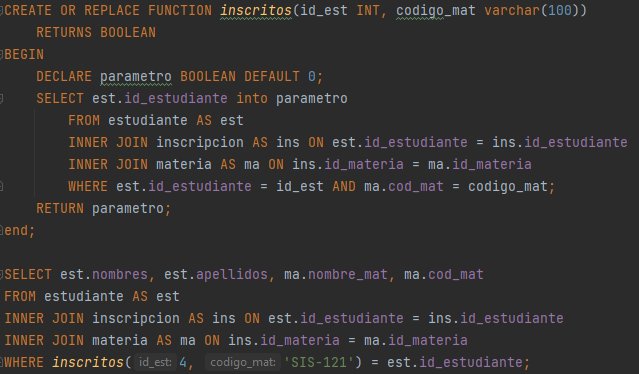 CREATE OR REPLACE FUNCTION inscritos(id_est INT, codigo_mat varchar(100))
RETURNS BOOLEAN
BEGIN
DECLARE parametro BOOLEAN DEFAULT 0;
SELECT est.id_estudiante into parametro
FROM estudiante AS est
INNER JOIN inscripcion AS ins ON est.id_estudiante = ins.id_estudiante
INNER JOIN materia AS ma ON ins.id_materia = ma.id_materia
WHERE est.id_estudiante = id_est AND ma.cod_mat = codigo_mat;
RETURN parametro;
end;
SELECT est.nombres, est.apellidos, ma.nombre_mat, ma.cod_mat
FROM estudiante AS est
INNER JOIN inscripcion AS ins ON est.id_estudiante = ins.id_estudiante
INNER JOIN materia AS ma ON ins.id_materia = ma.id_materia
WHERE inscritos( id_est: 4, codigo_mat: 'SIS-121') = est.id_estudiante;